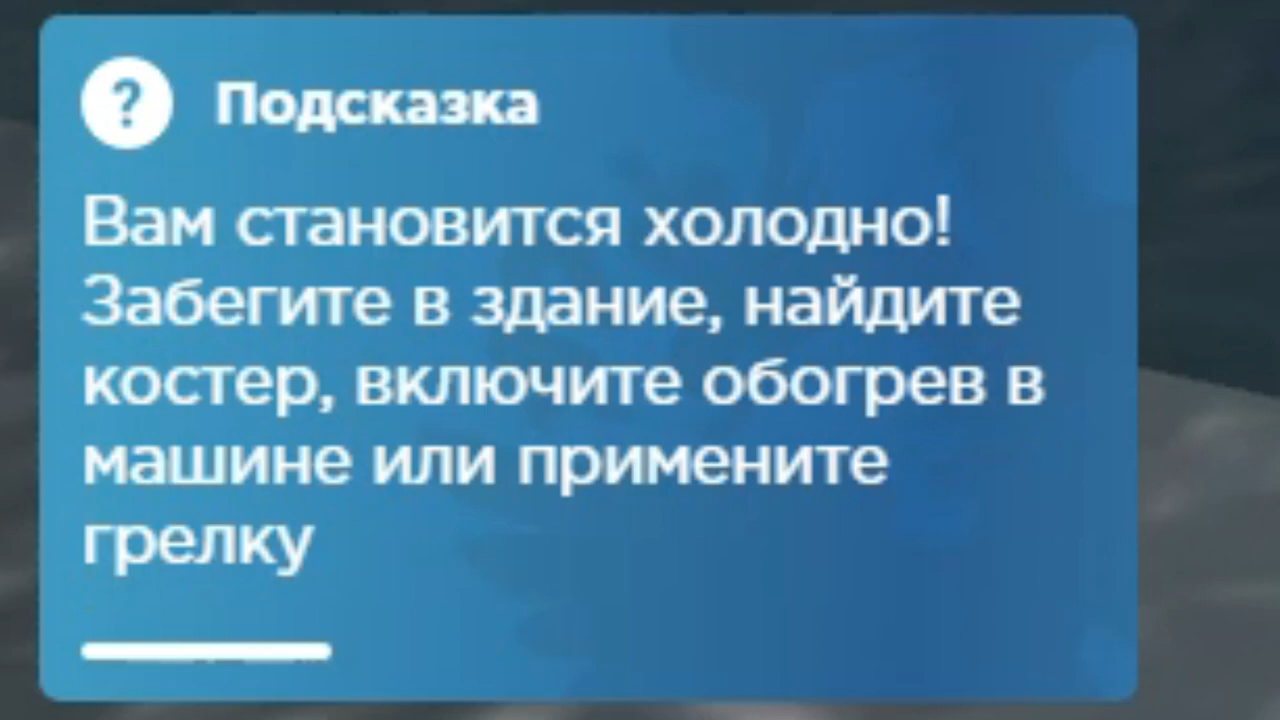 ? Подсказка
Вам становится холодно!
Забегите в здание, найдите
костер, включите обогрев в
машине или примените
грелку